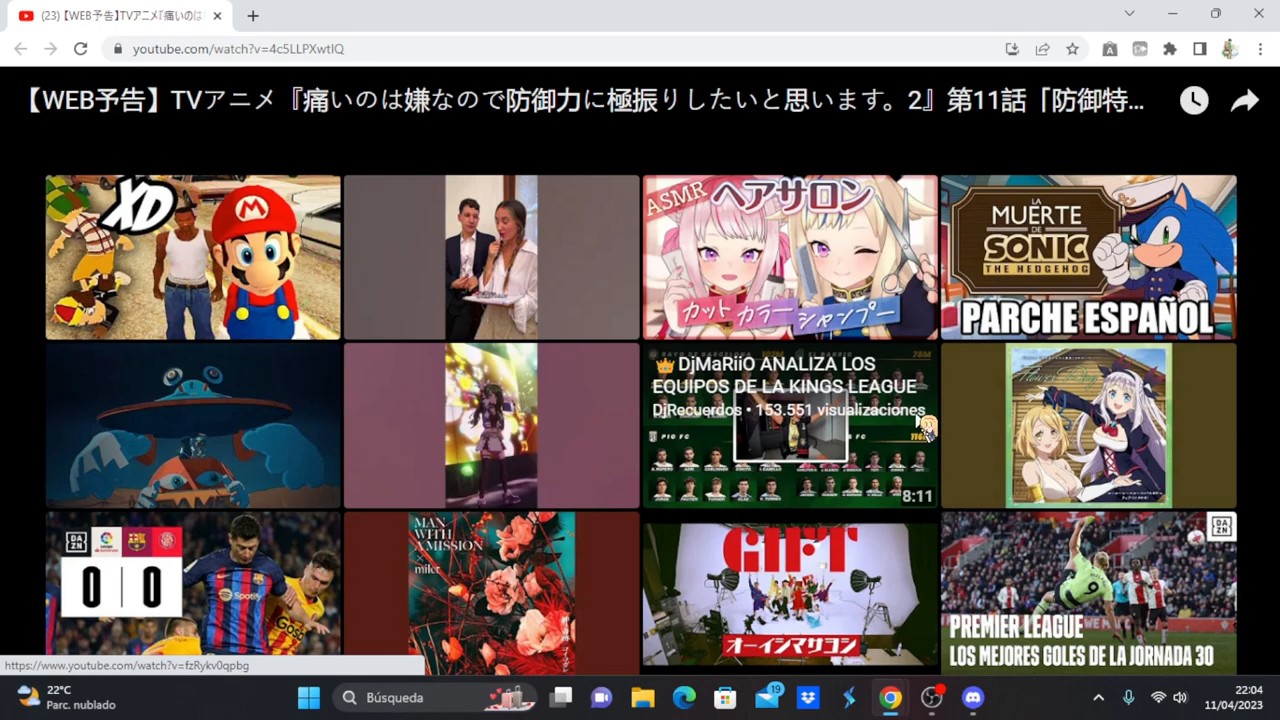 (23)【WEB予告】TVアニメ『痛いのは
youtube.com/watch?v=4c5LLPXwtIQ
【WEB予告】TVアニメ『痛いのは嫌なので防御力に極振りしたいと思います。2』第11話「防御特...
XD
M
ASMR
ヘアサロン
カット カラー シャンプー
LA
MUERTE
DE
SONIC
THE HEDGEHOG
PARCHE ESPAÑOL
DjMaRiiO ANALIZA LOS
EQUIPOS DE LA KINGS LEAGUE
DjRecuerdos • 153.551 visualizaciones
PIO FC
8:11
DAZN
0 0
Spotify
MAN
WITH
A MISSION
milet
GIFT
オーイシマサヨシ
DAZN
9
PREMIER LEAGUE
LOS MEJORES GOLES DE LA JORNADA 30
https://www.youtube.com/watch?v=fzRykv0qpbg
22°C
Parc. nublado
Búsqueda
19
22:04
11/04/2023